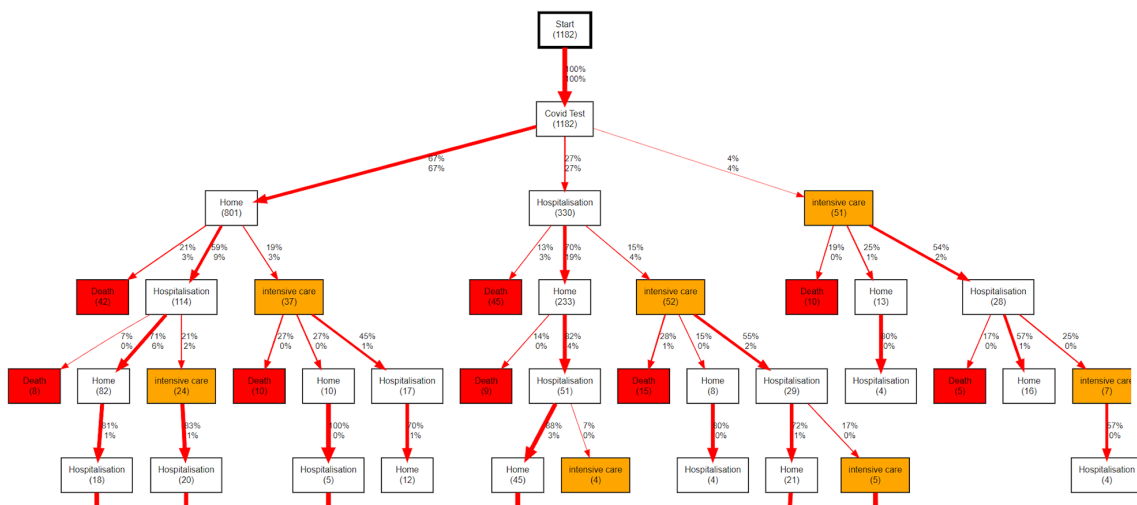 Start
(1182)
100%
100%
Covid Test
(1182)
67%
67%
27%
27%
4%
4%
Home
(801)
Hospitalisation
(330)
intensive care
(51)
21%
3%
59%
9%
19%
3%
13%
3%
70%
19%
15%
4%
19%
0%
25%
1%
54%
2%
Death
(42)
Hospitalisation
(114)
intensive care
(37)
Death
(45)
Home
(233)
intensive care
(52)
Death
(10)
Home
(13)
Hospitalisation
(28)
7%
0%
71%
6%
21%
2%
27%
0%
27%
0%
45%
1%
14%
0%
82%
4%
28%
1%
15%
0%
55%
2%
80%
0%
17%
0%
57%
1%
25%
0%
Death
(8)
Home
(82)
intensive care
(24)
Death
(10)
Home
(10)
Hospitalisation
(17)
Death
(9)
Hospitalisation
(51)
Death
(15)
Home
(8)
Hospitalisation
(29)
Hospitalisation
(4)
Death
(5)
Home
(16)
intensive care
(7)
81%
1%
83%
1%
100%
0%
70%
1%
88%
3%
7%
0%
80%
0%
72%
1%
17%
0%
57%
0%
Hospitalisation
(18)
Hospitalisation
(20)
Hospitalisation
(5)
Home
(12)
Home
(45)
intensive care
(4)
Hospitalisation
(4)
Home
(21)
intensive care
(5)
Hospitalisation
(4)